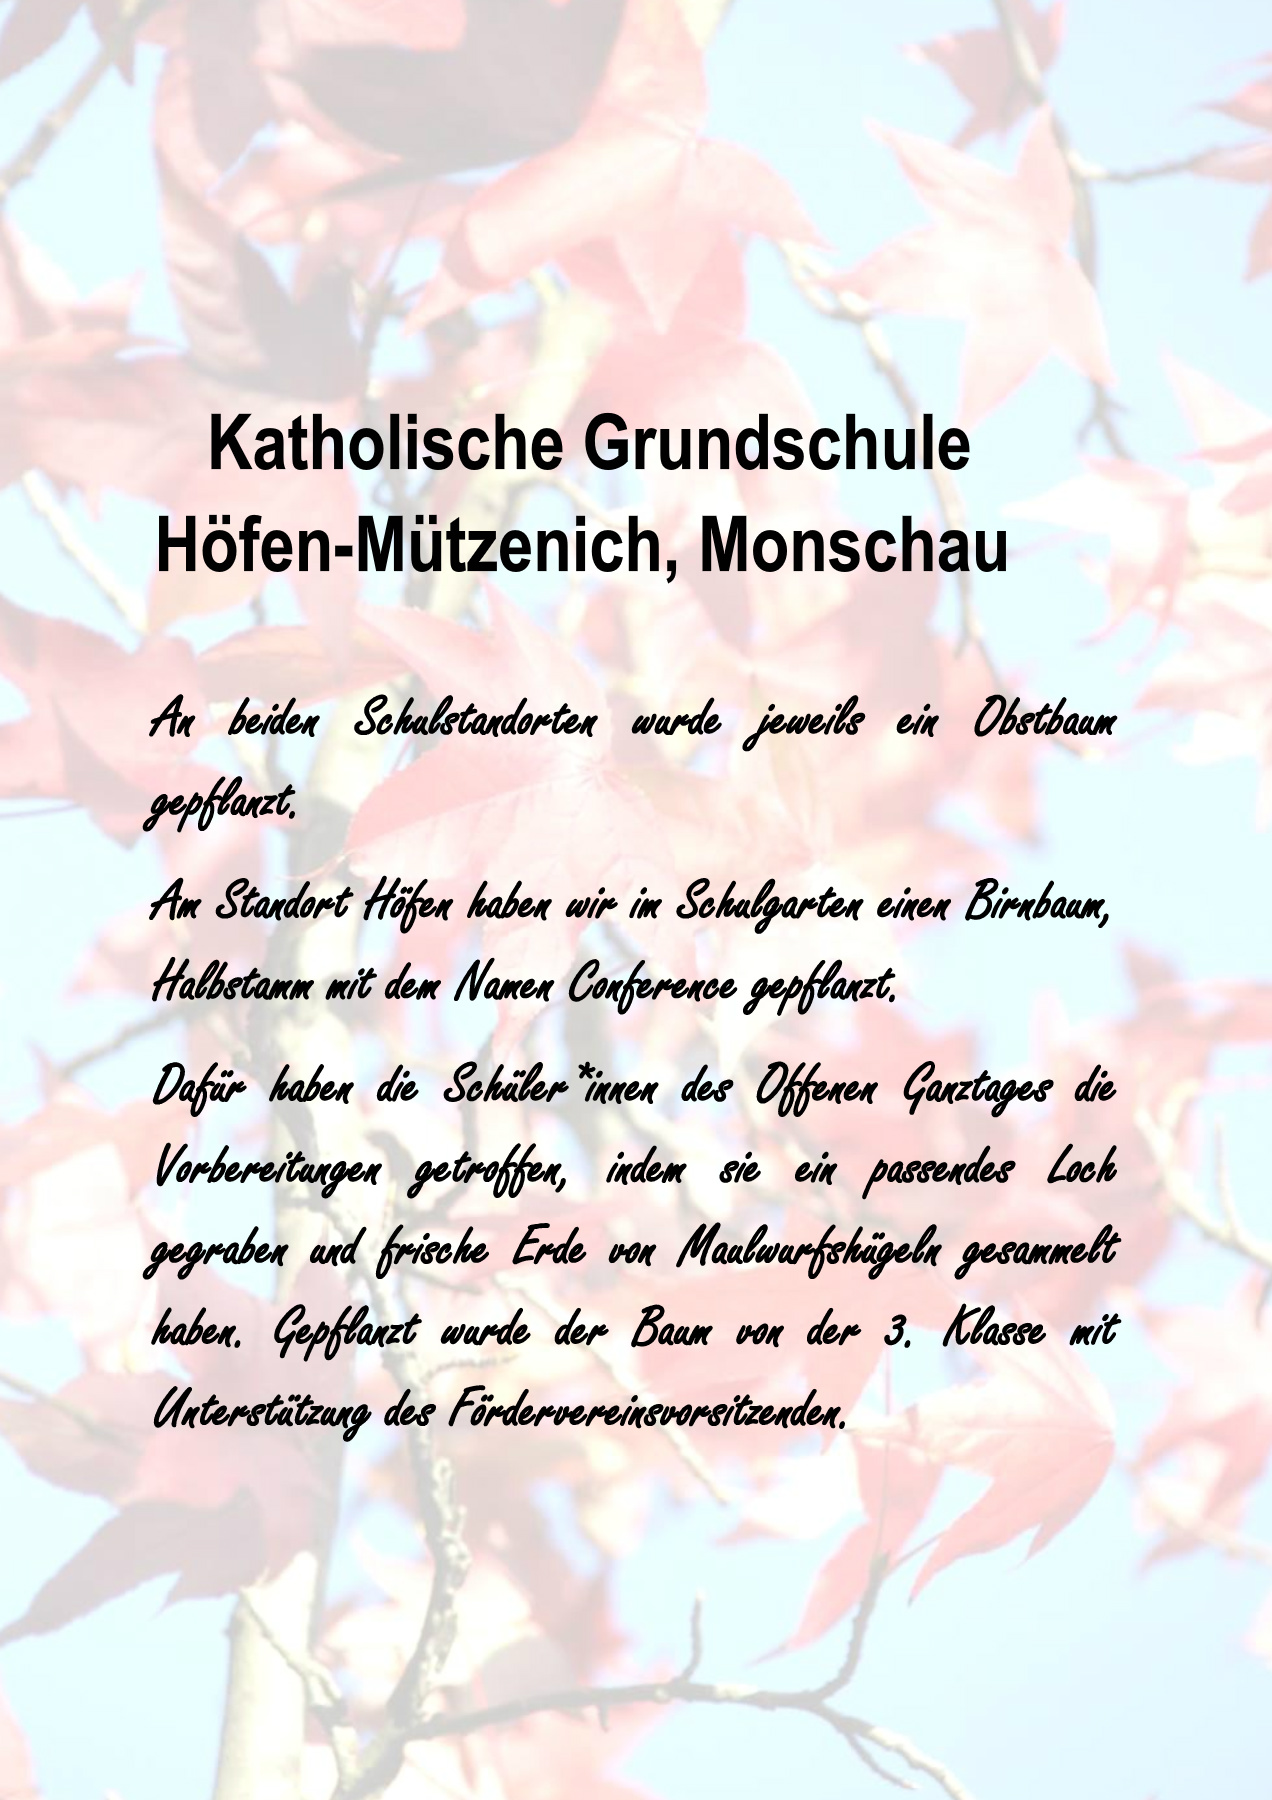 Katholische Grundschule
Höfen-Mützenich, Monschau
An beiden Schulstandorten wurde jeweils ein Obstbaum
gepflanzt.
Am Standort Höfen haben wir im Schulgarten einen Birnbaum,
Halbstamm mit dem Namen Conference gepflanzt.
Dafür haben die Schüler*innen des Offenen Ganztages die
Vorbereitungen getroffen, indem sie ein passendes Loch
gegraben und frische Erde von Maulwurfshügeln gesammelt
haben. Gepflanzt wurde der Baum von der 3. Klasse mit
Unterstützung des Fördervereinsvorsitzenden.